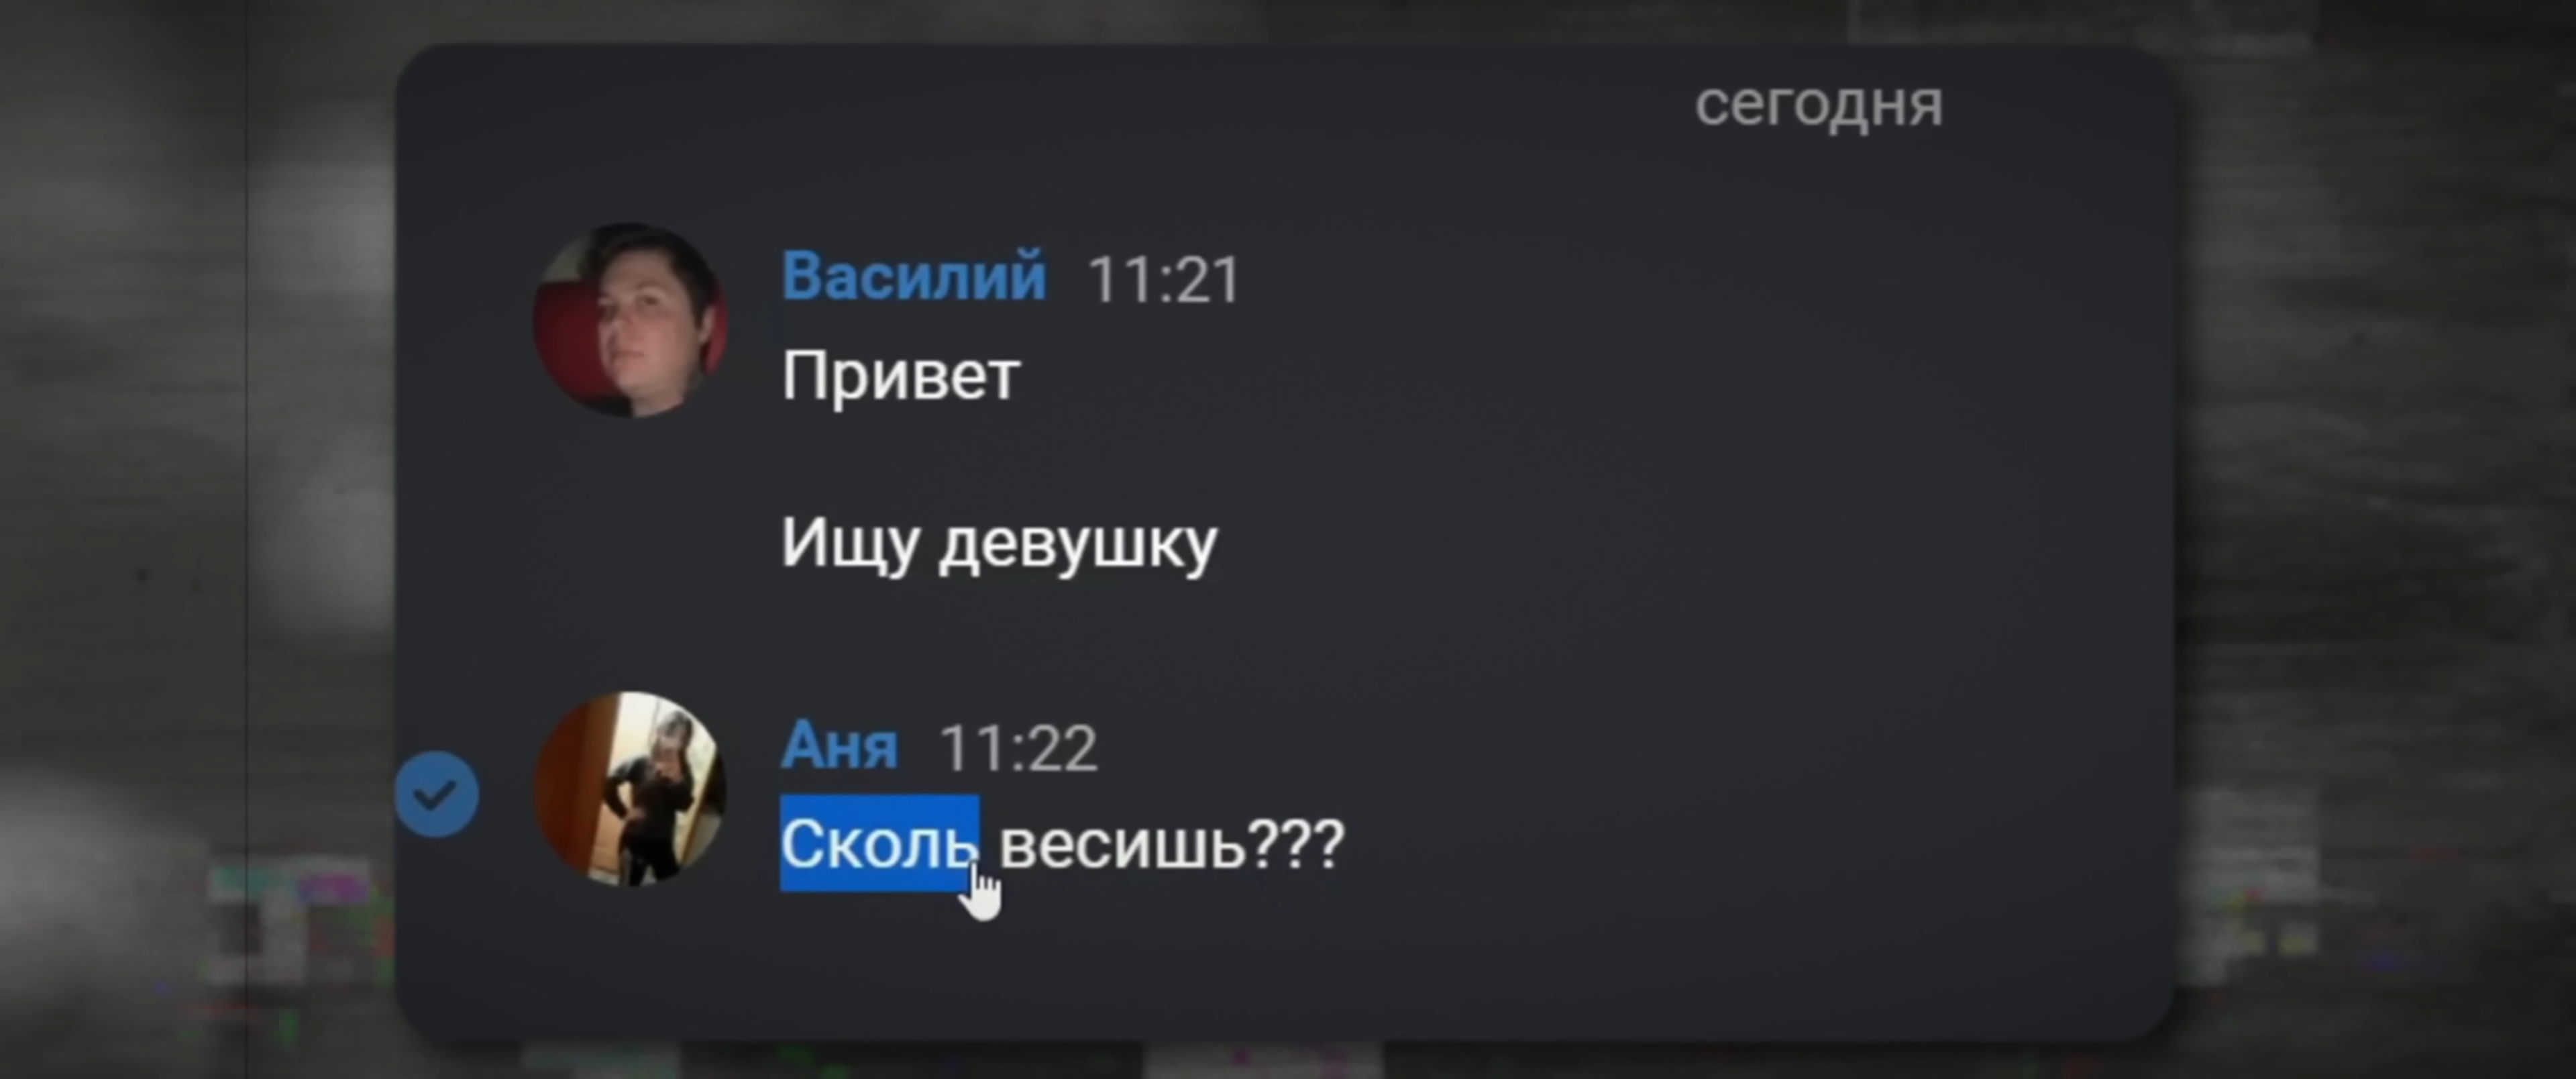 сегодня
Василий 11:21
Привет
Ищу девушку
Аня 11:22
Сколь весишь???